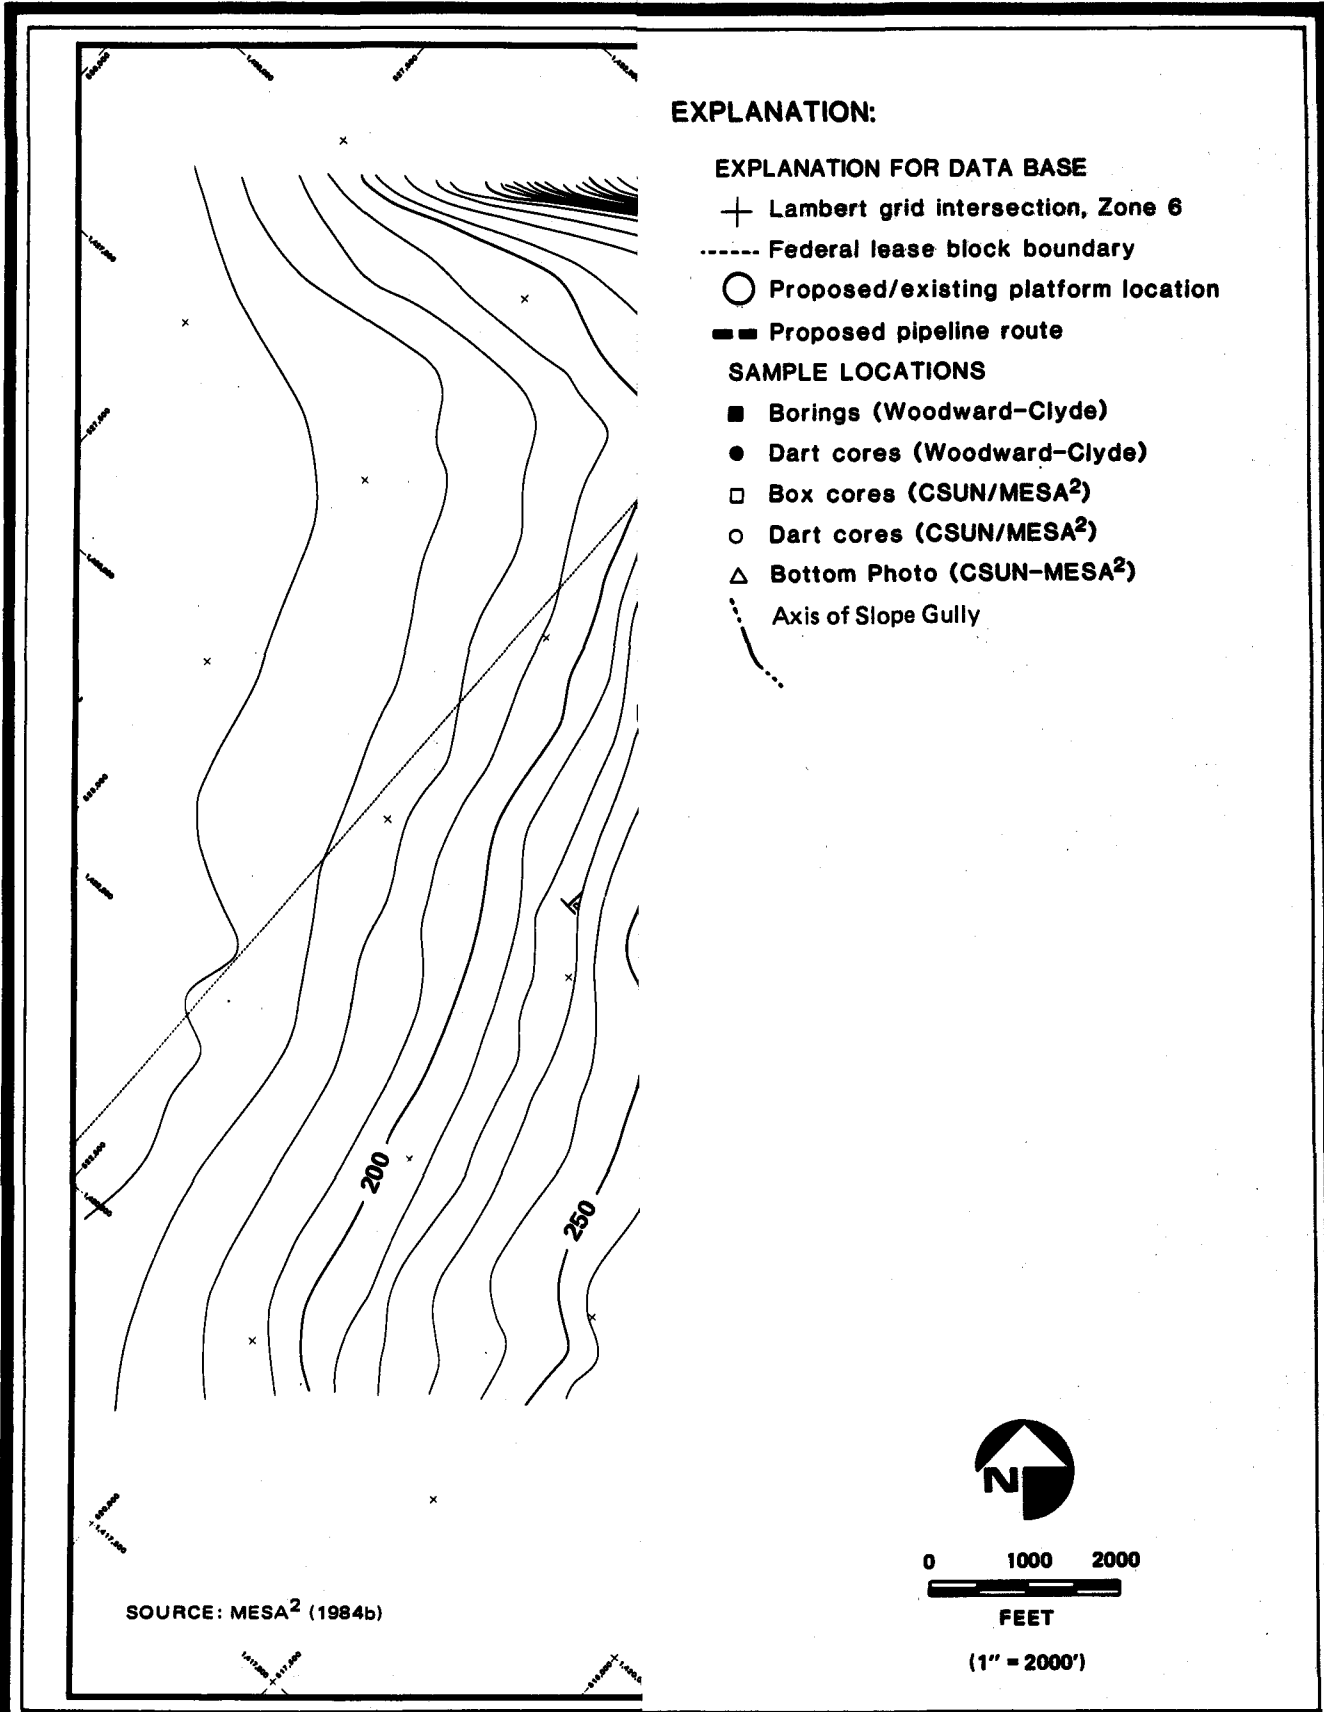 EXPLANATION:
EXPLANATION FOR DATA BASE
Lambert grid intersection, Zone 6
Federal lease block boundary
Proposed/existing platform location
Proposed pipeline route
SAMPLE LOCATIONS
Borings (Woodward-Clyde)
Dart cores (Woodward-Clyde)
Box cores (CSUN/MESA²)
Dart cores (CSUN/MESA²)
Bottom Photo (CSUN-MESA²)
Axis of Slope Gully
200
250
N
0 1000 2000
FEET
(1" = 2000')
SOURCE: MESA² (1984b)